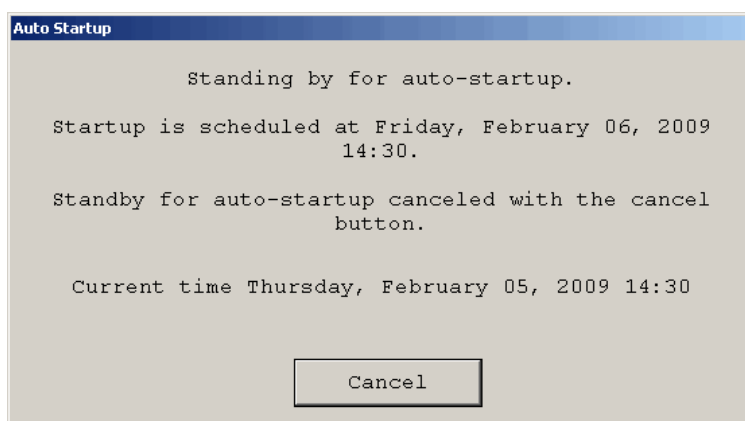 Auto Startup
Standing by for auto-startup.
Startup is scheduled at Friday, February 06, 2009
14:30.
Standby for auto-startup canceled with the cancel
button.
Current time Thursday, February 05, 2009 14:30
Cancel